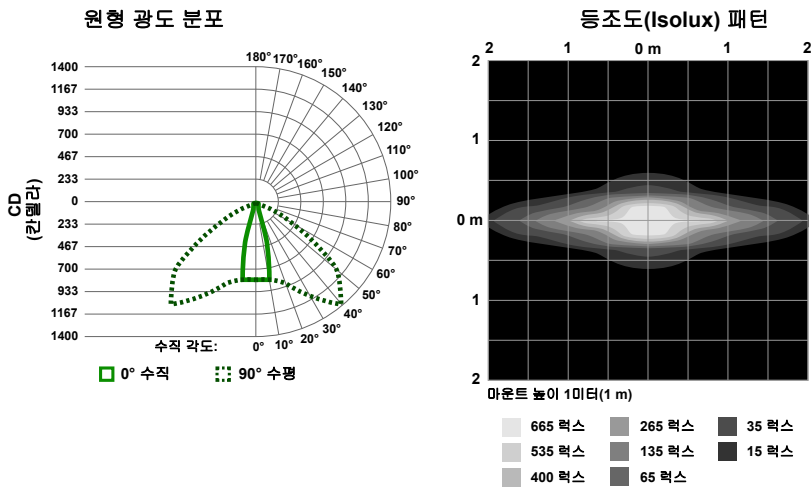 원형 광도 분포
180° 170° 160° 150° 140° 130° 120° 110° 100° 90° 80° 70° 60° 50° 40° 30° 20° 10° 0°
1400
1167
933
700
467
233
0
233
467
700
933
1167
1400
CD
(칸델라)
수직 각도:
0° 수직
90° 수평
등조도(Isolux) 패턴
2 1 0 m 1 2
2
1
0 m
1
2
마운트 높이 1미터(1 m)
665 럭스 265 럭스 35 럭스
535 럭스 135 럭스 15 럭스
400 럭스 65 럭스